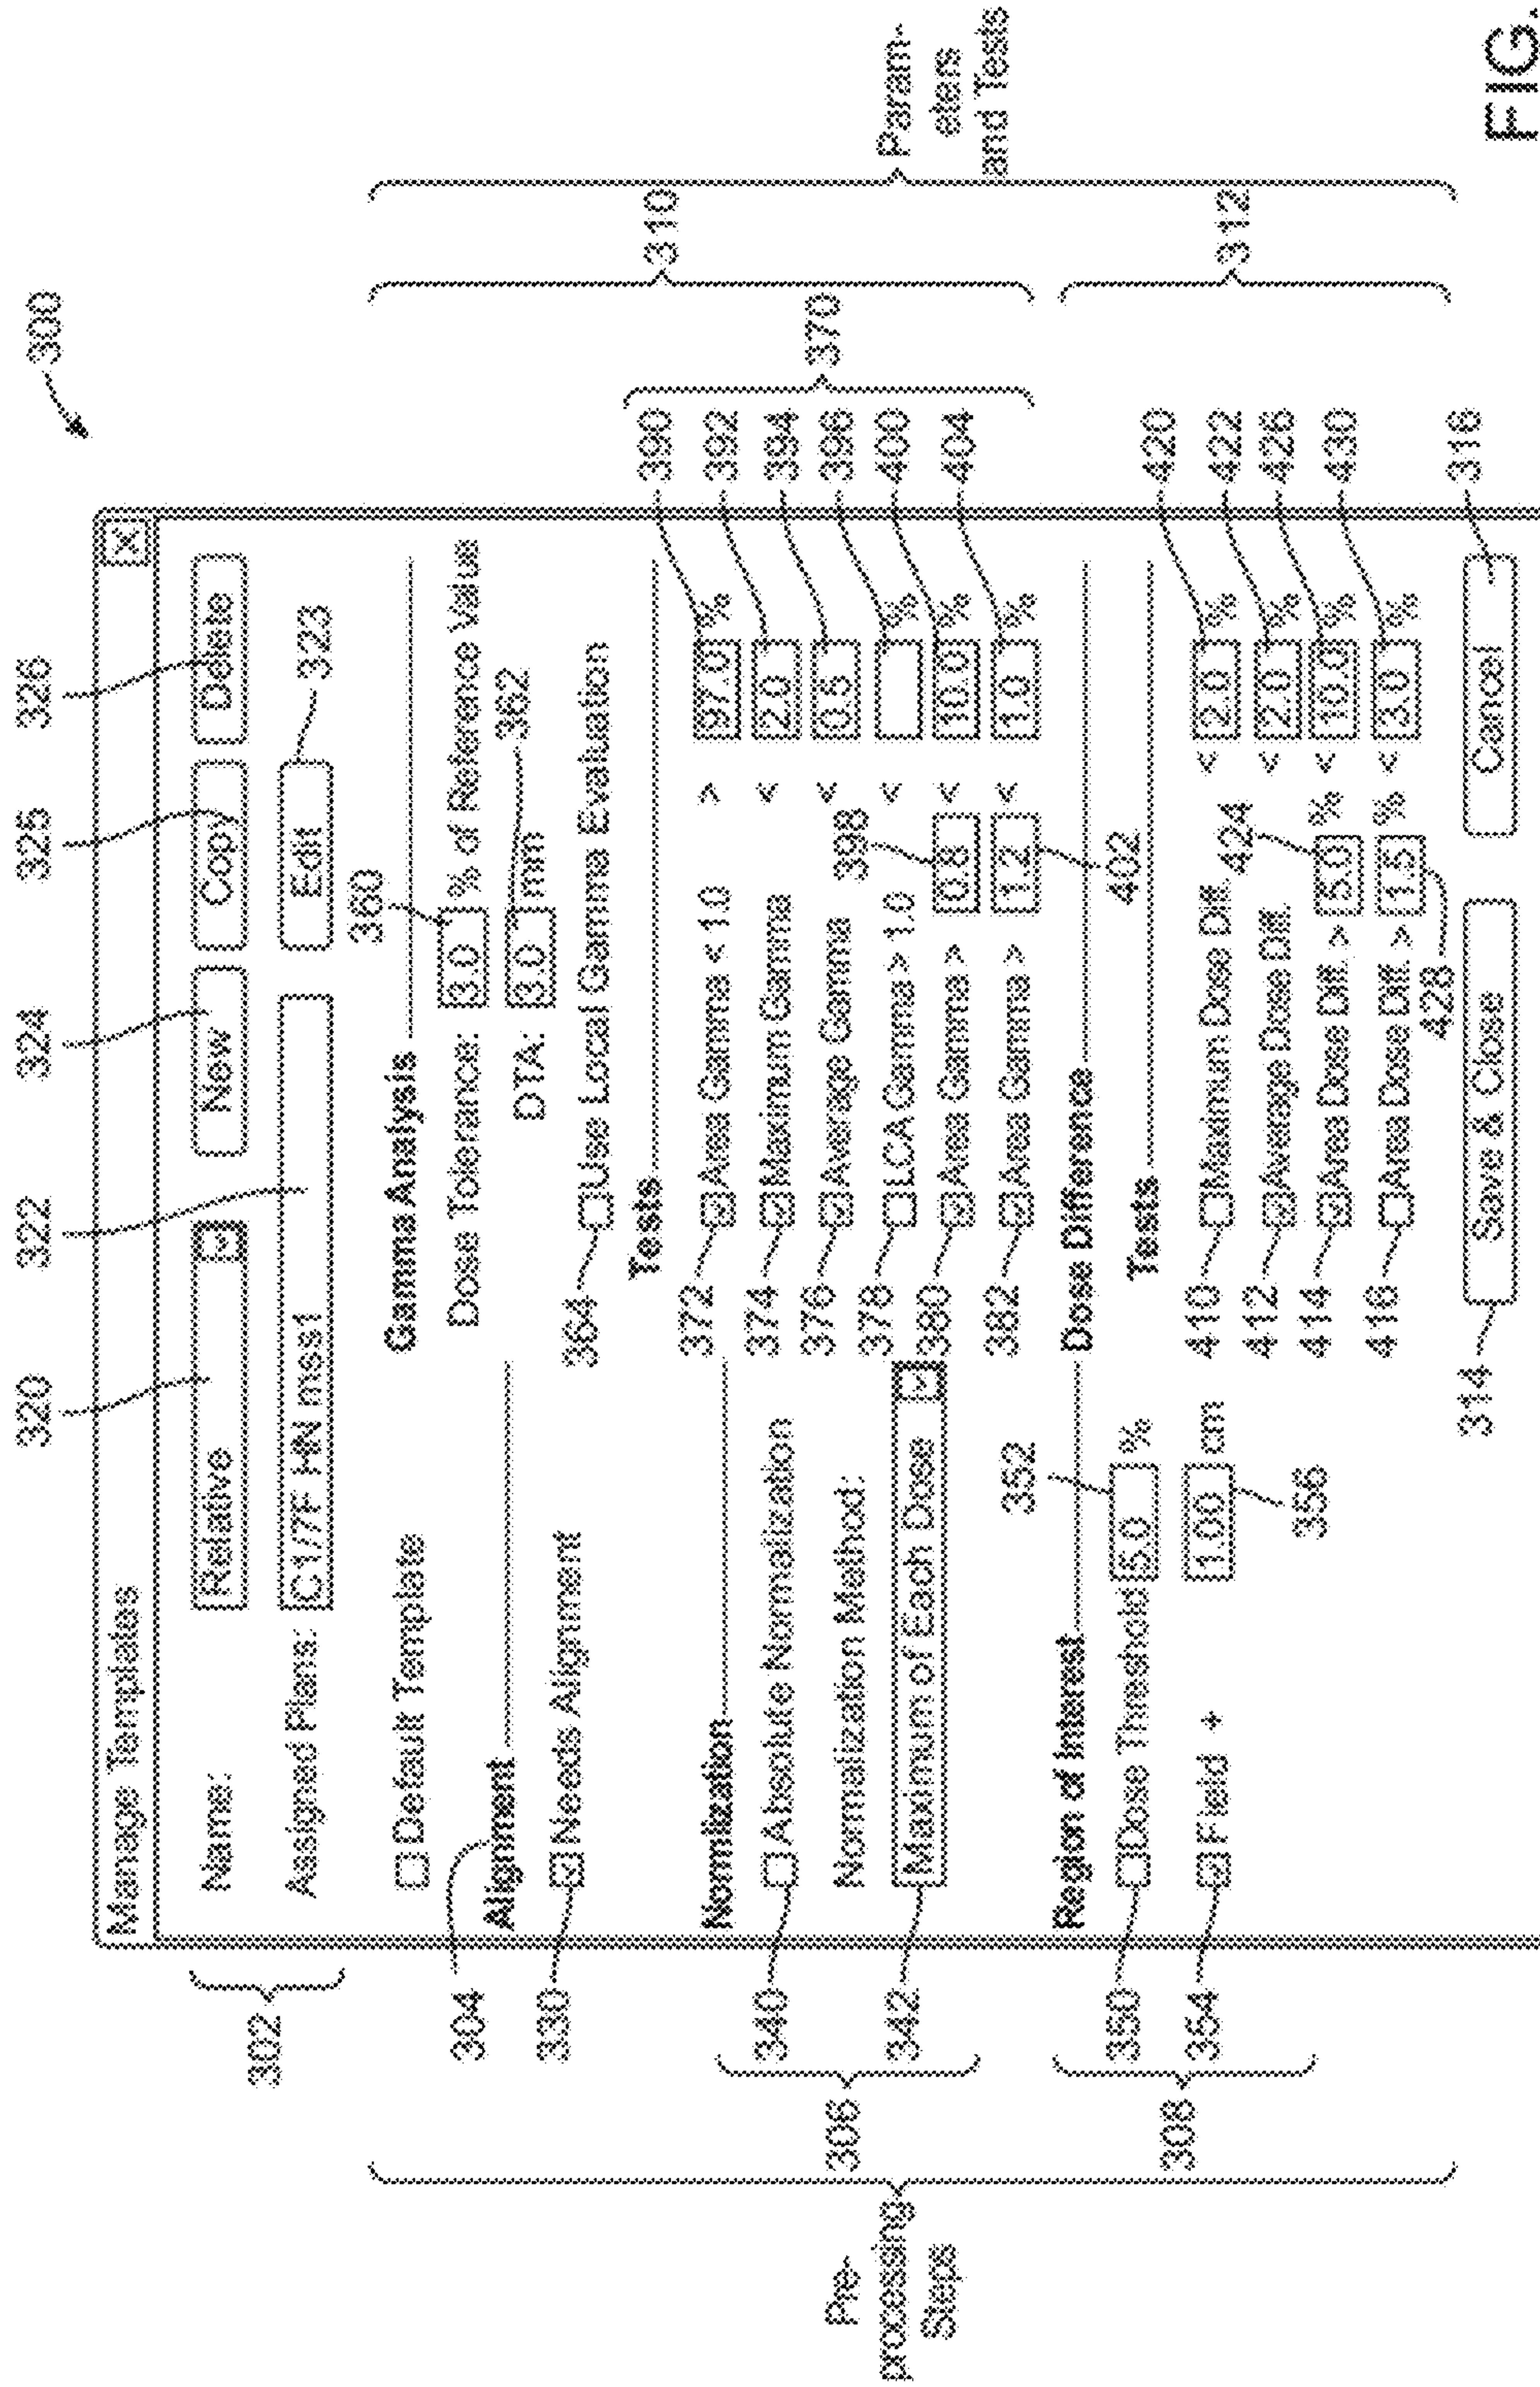 300
320
322
324
325
326
Manage Templates
X
Name:
Relative
New
Copy
Delete
302
Assigned Plans:
C1/7F HN mss1
Edit
323
Default Template
304
Alignment
330
Needs Alignment
Gamma Analysis
360
Dose Tolerance:
3.0
% of Reference Value
DTA:
3.0
mm
362
364
Use Local Gamma Evaluation
Normlization
340
Absolute Normalization
Normalization Method:
342
Maximum of Each Dose
306
Tests
372
Area Gamma < 1.0
>
97.0
%
390
374
Maximum Gamma
<
2.0
392
376
Average Gamma
<
0.5
394
378
LCA Gamma > 1.0
<
%
396
398
380
Area Gamma >
0.8
<
10.0
%
400
382
Area Gamma >
1.2
<
1.0
%
404
402
370
310
Region of Interest
352
350
Dose Threshold
5.0
%
354
Field +
1.00
cm
356
308
Dose Difference
Tests
410
Maximum Dose Diff.
<
2.0
%
420
412
Average Dose Diff.
<
2.0
%
422
424
414
Area Dose Diff. >
5.0
%
<
10.0
%
426
416
Area Dose Diff. >
1.5
%
<
3.0
%
430
428
312
314
Save & Close
Cancel
316
Pre-
processing
Steps
Param-
eters
and Tests
FIG.